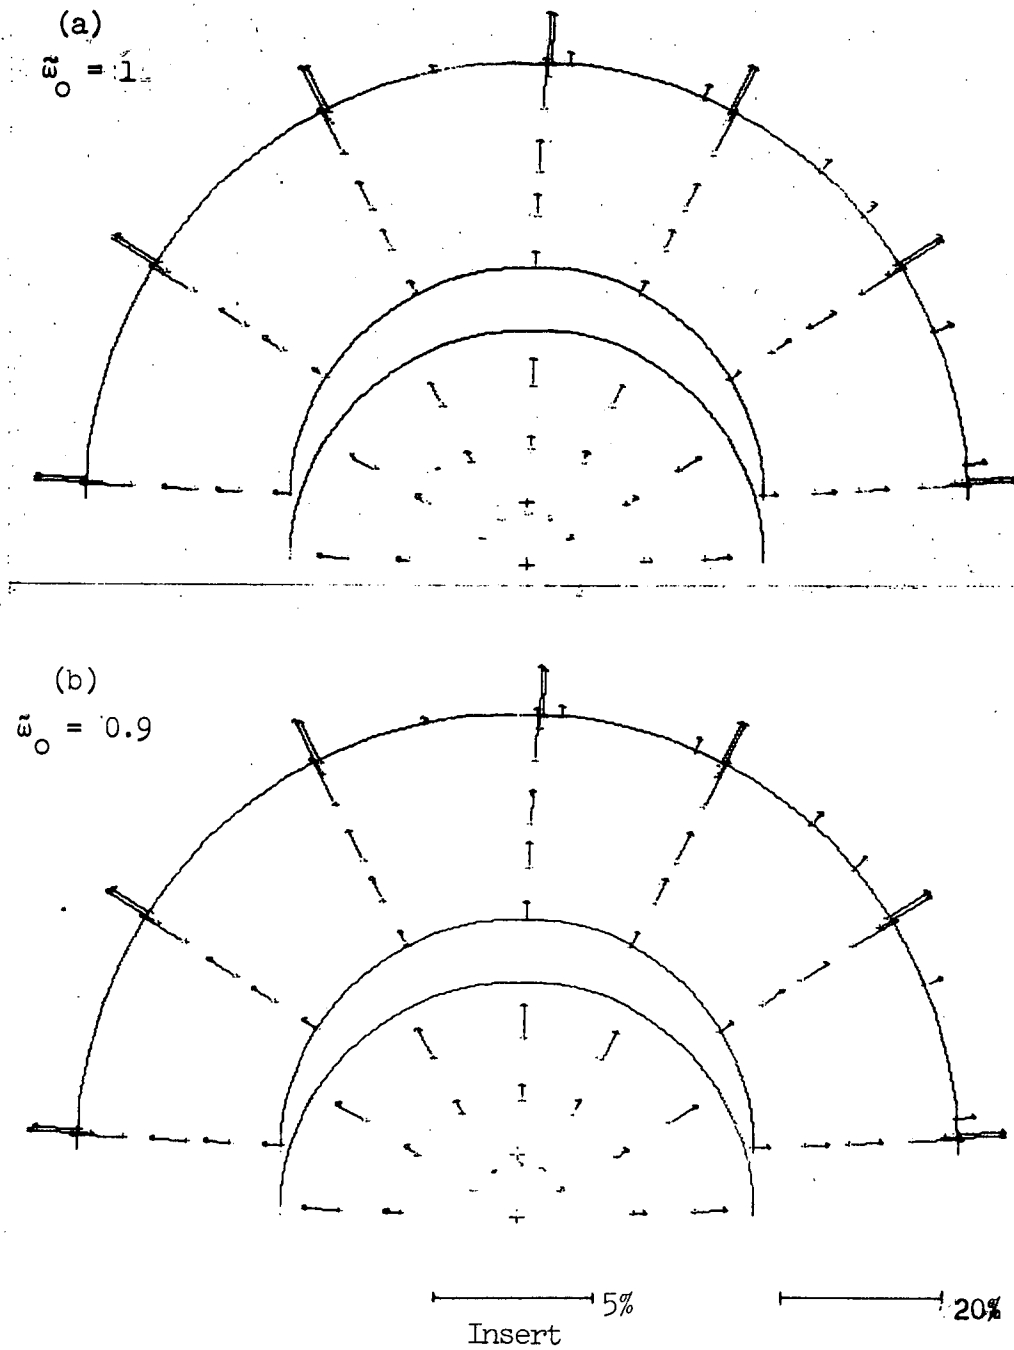 (a)
ω̃o = 1
(b)
ω̃o = 0.9
5%
20%
Insert